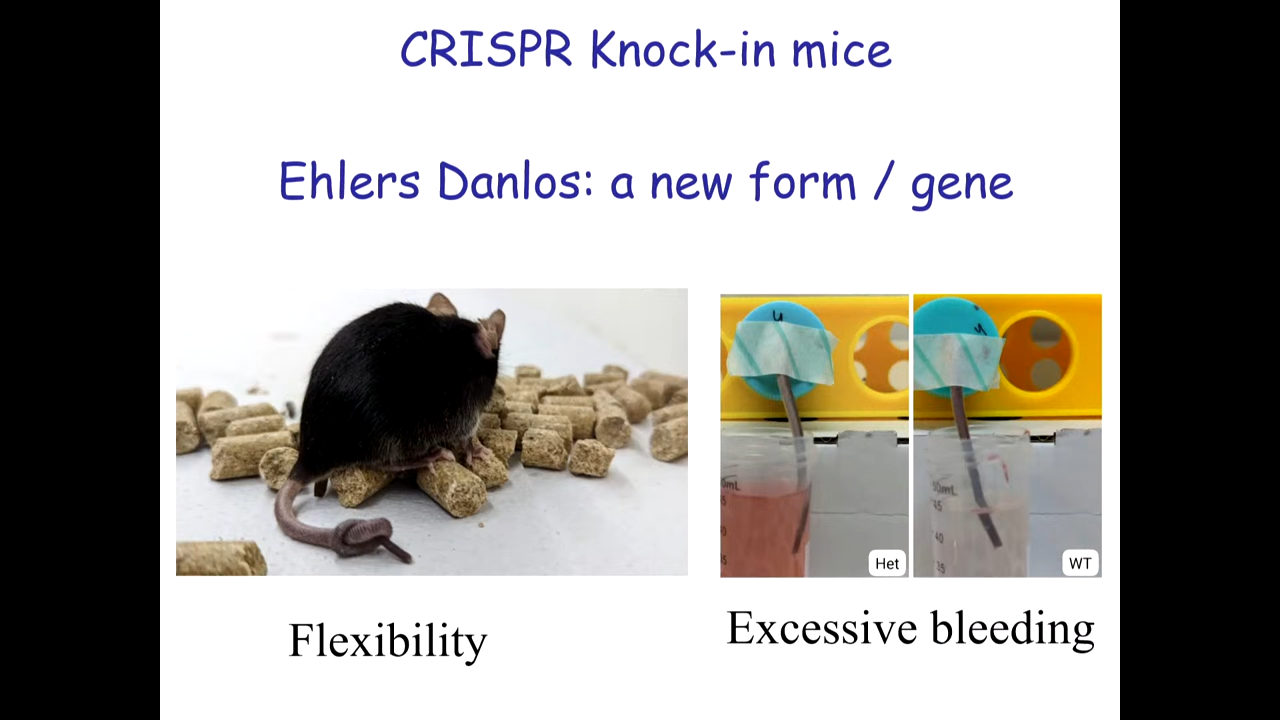 CRISPR Knock-in mice
Ehlers Danlos: a new form / gene
Het
WT
Flexibility
Excessive bleeding